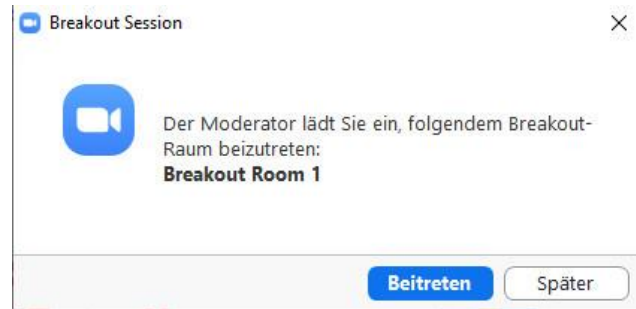 Breakout Session
Der Moderator lädt Sie ein, folgendem Breakout-
Raum beizutreten:
Breakout Room 1
Beitreten
Später